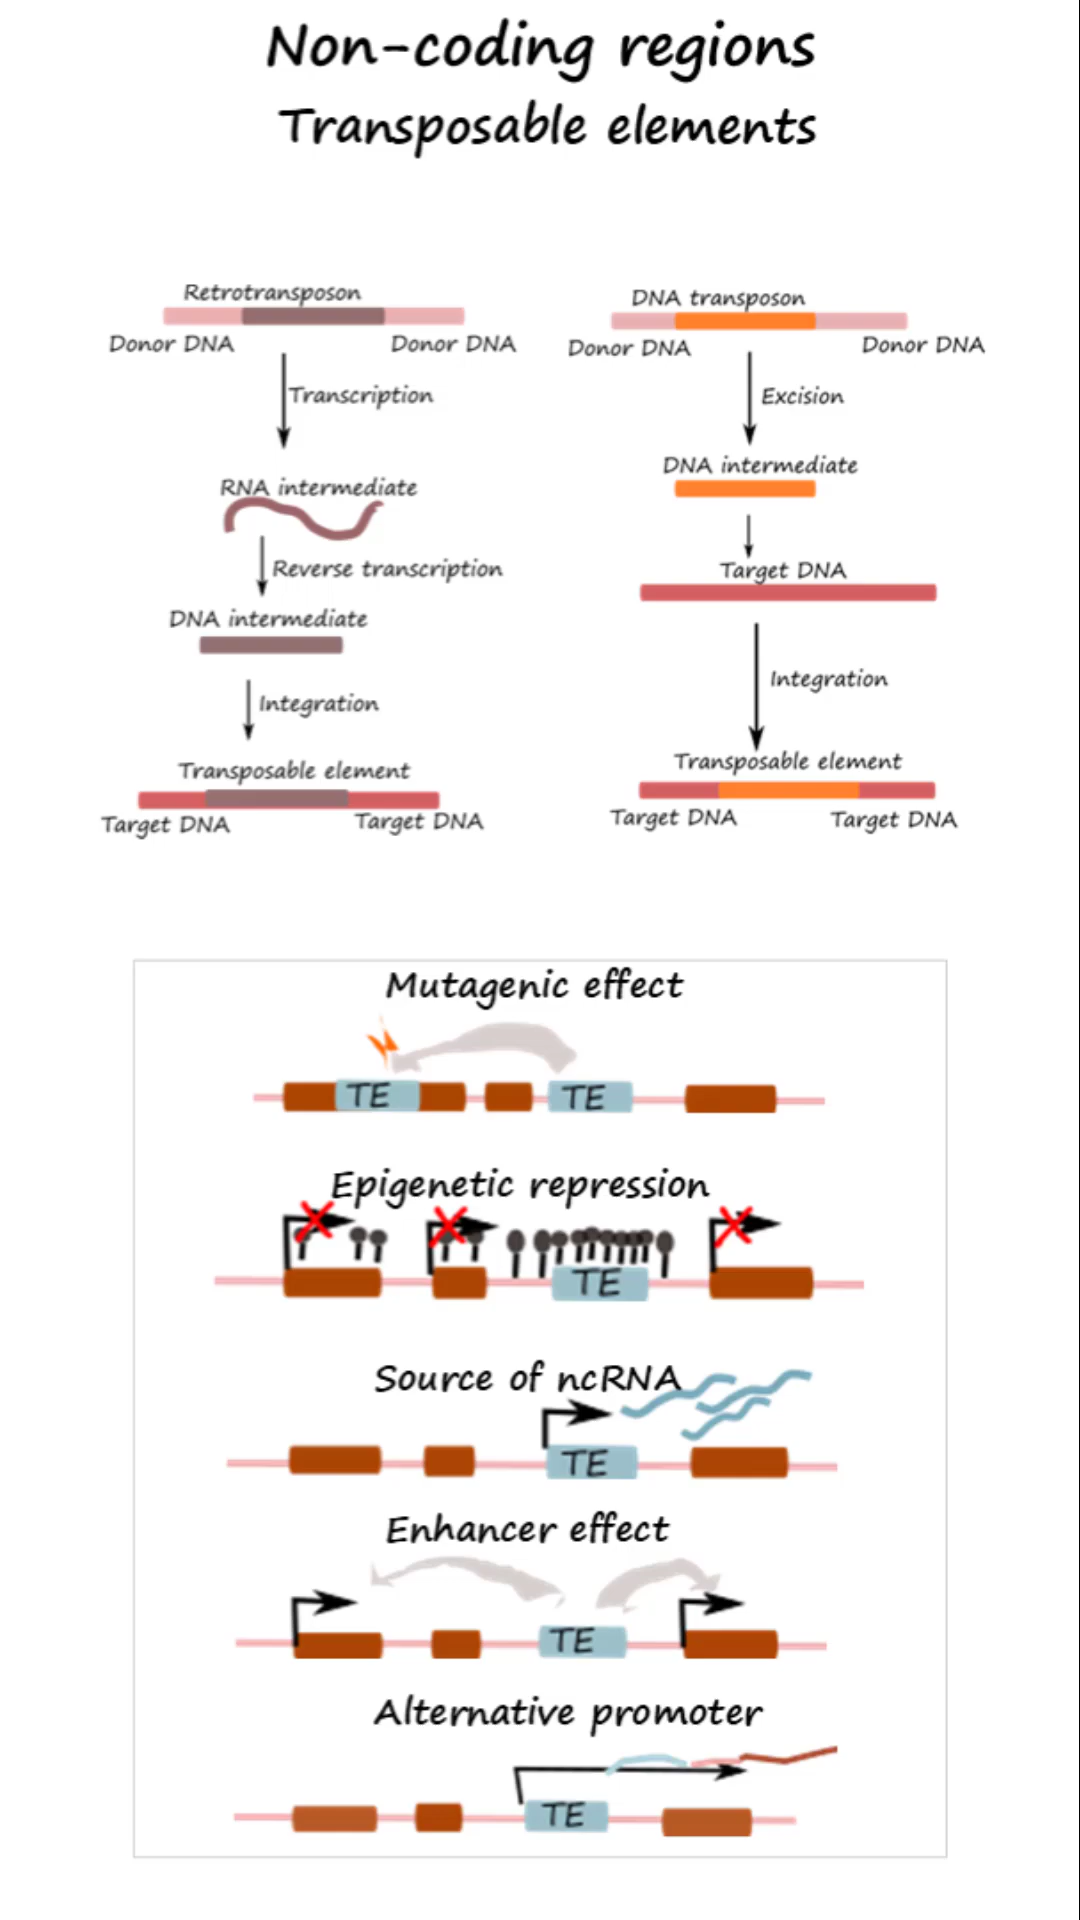 Non-coding regions
Transposable elements
Retrotransposon
Donor DNA
Donor DNA
Transcription
RNA intermediate
Reverse transcription
DNA intermediate
Integration
Transposable element
Target DNA
Target DNA
DNA transposon
Donor DNA
Donor DNA
Excision
DNA intermediate
Target DNA
Integration
Transposable element
Target DNA
Target DNA
Mutagenic effect
TE
TE
Epigenetic repression
TE
Source of ncRNA
TE
Enhancer effect
TE
Alternative promoter
TE